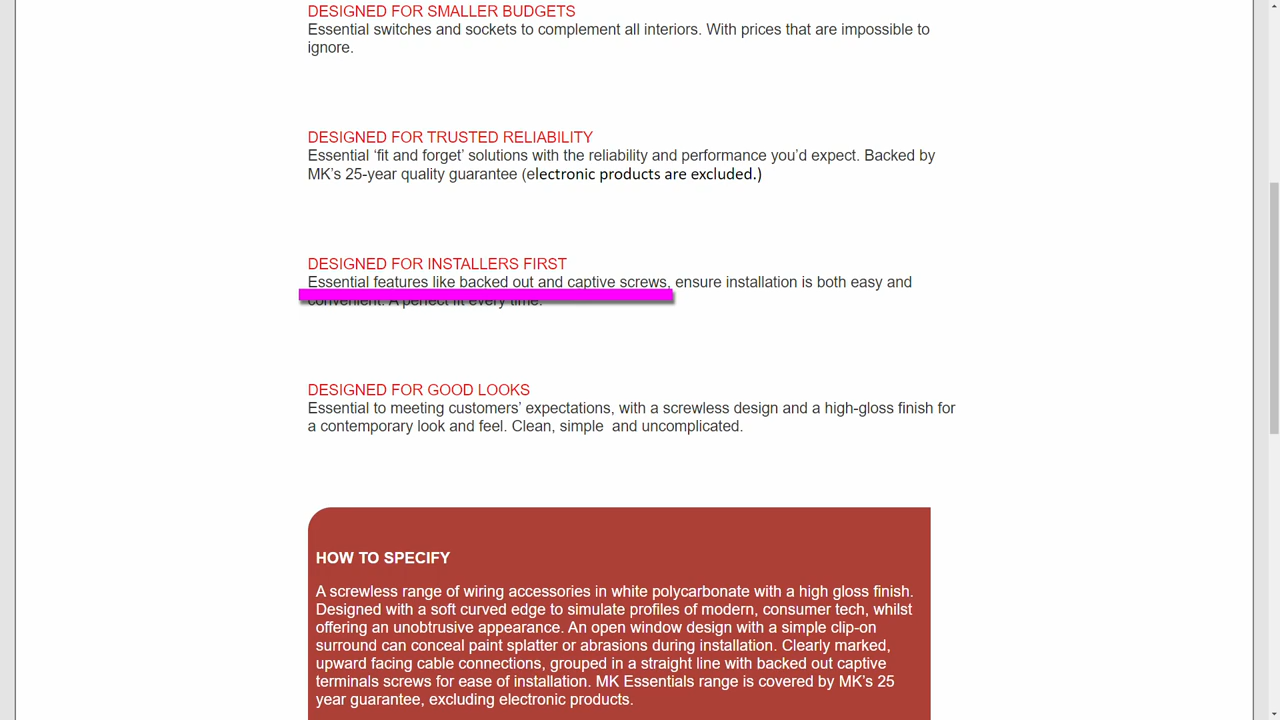 DESIGNED FOR SMALLER BUDGETS
Essential switches and sockets to complement all interiors. With prices that are impossible to
ignore.
DESIGNED FOR TRUSTED RELIABILITY
Essential ‘fit and forget’ solutions with the reliability and performance you’d expect. Backed by
MK’s 25-year quality guarantee (electronic products are excluded.)
DESIGNED FOR INSTALLERS FIRST
Essential features like backed out and captive screws, ensure installation is both easy and
convenient. A perfect fit every time.
DESIGNED FOR GOOD LOOKS
Essential to meeting customers’ expectations, with a screwless design and a high-gloss finish for
a contemporary look and feel. Clean, simple  and uncomplicated.
HOW TO SPECIFY
A screwless range of wiring accessories in white polycarbonate with a high gloss finish.
Designed with a soft curved edge to simulate profiles of modern, consumer tech, whilst
offering an unobtrusive appearance. An open window design with a simple clip-on
surround can conceal paint splatter or abrasions during installation. Clearly marked,
upward facing cable connections, grouped in a straight line with backed out captive
terminals screws for ease of installation. MK Essentials range is covered by MK's 25
year guarantee, excluding electronic products.